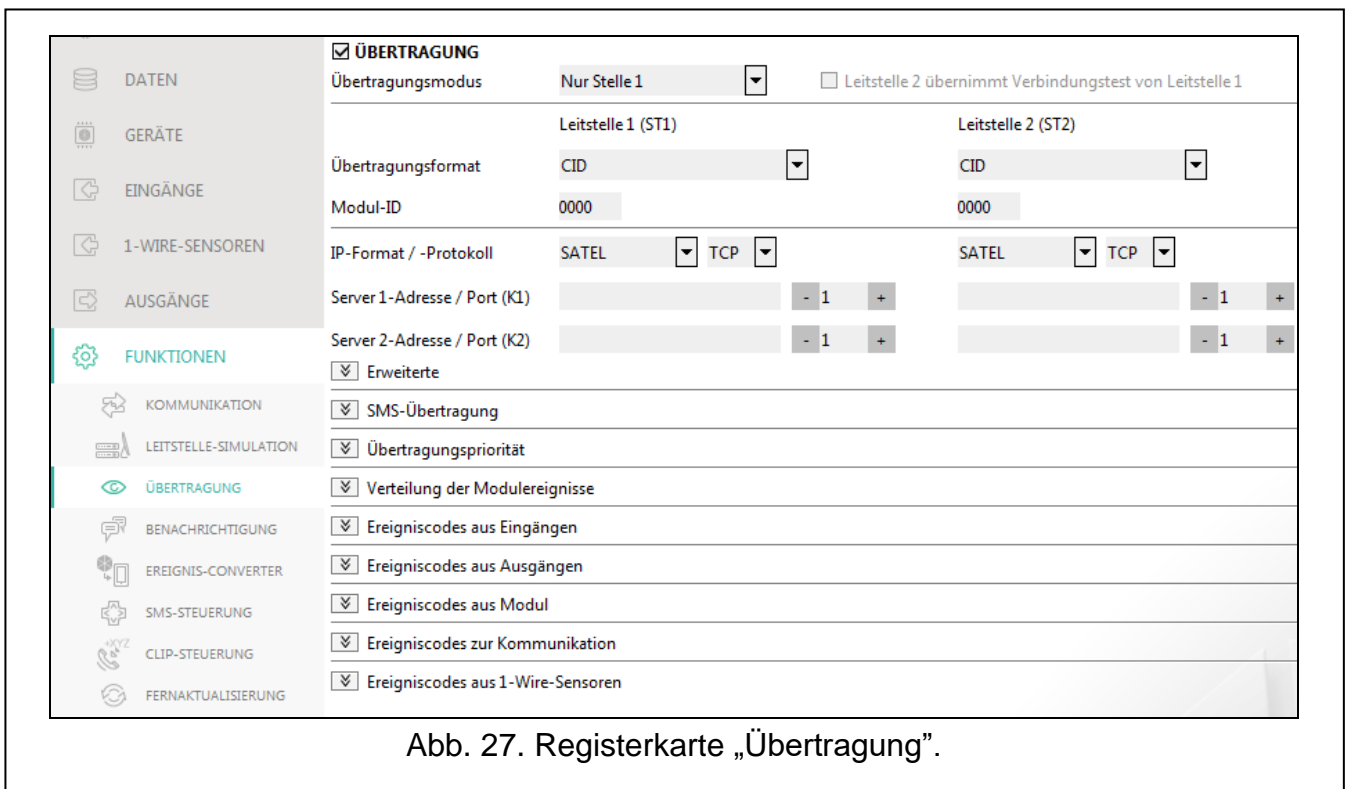 DATEN
GERÄTE
EINGÄNGE
1-WIRE-SENSOREN
AUSGÄNGE
FUNKTIONEN
KOMMUNIKATION
LEITSTELLE-SIMULATION
ÜBERTRAGUNG
BENACHRICHTIGUNG
EREIGNIS-CONVERTER
SMS-STEUERUNG
+XYZ
CLIP-STEUERUNG
FERNAKTUALISIERUNG
ÜBERTRAGUNG
Übertragungsmodus Nur Stelle 1 Leitstelle 2 übernimmt Verbindungstest von Leitstelle 1
Leitstelle 1 (ST1) Leitstelle 2 (ST2)
Übertragungsformat CID CID
Modul-ID 0000 0000
IP-Format / -Protokoll SATEL TCP SATEL TCP
Server 1-Adresse / Port (K1) - 1 + - 1 +
Server 2-Adresse / Port (K2) - 1 + - 1 +
Erweiterte
SMS-Übertragung
Übertragungspriorität
Verteilung der Modulereignisse
Ereigniscodes aus Eingängen
Ereigniscodes aus Ausgängen
Ereigniscodes aus Modul
Ereigniscodes zur Kommunikation
Ereigniscodes aus 1-Wire-Sensoren
Abb. 27. Registerkarte „Übertragung”.